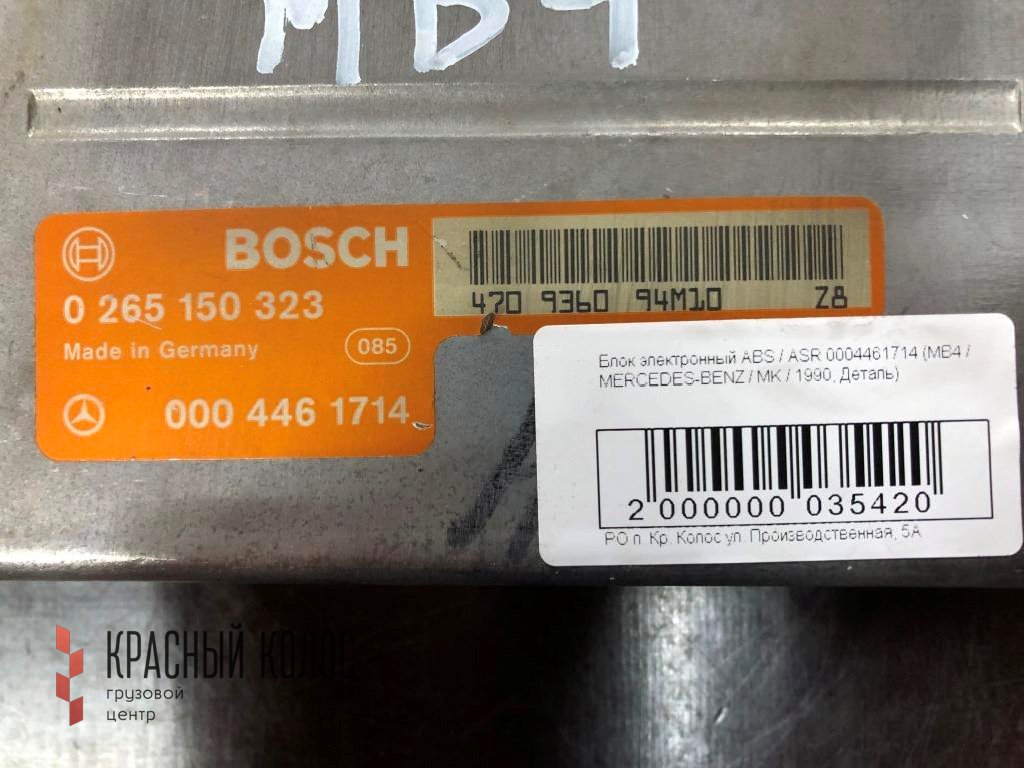 MB4
BOSCH
0 265 150 323
Made in Germany 085
000 446 1714
470 9360 94M10 Z8
Блок электронный ABS / ASR 0004461714 (MB4 /
MERCEDES-BENZ / MK / 1990, Деталь)
2 000000 035420
РО п. Кр. Колос ул. Производственная, 5А
КРАСНЫЙ КОЛОС
грузовой
центр